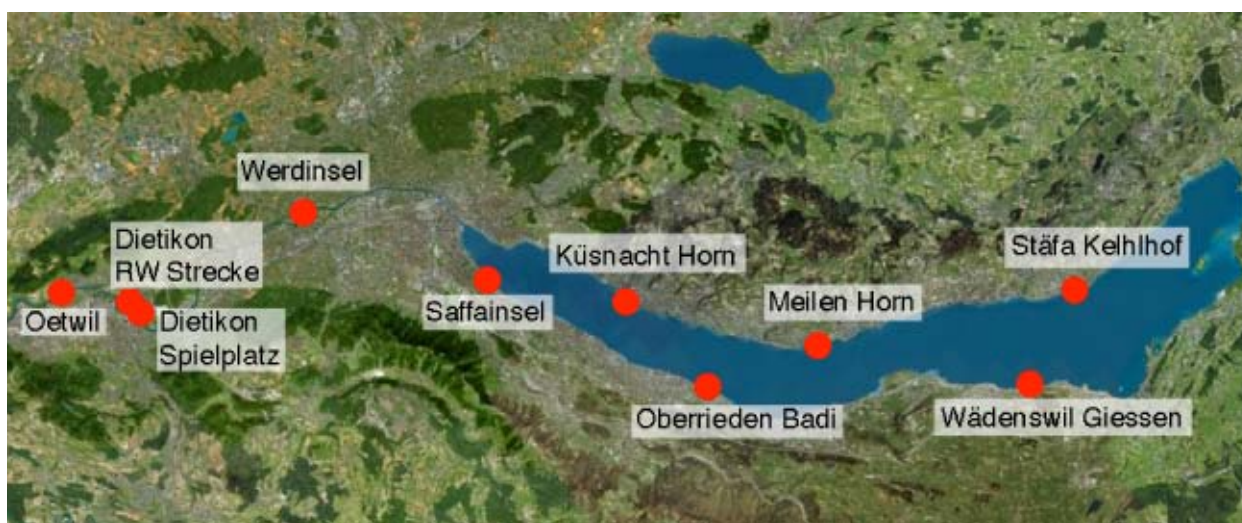 Werdinsel
Dietikon
RW Strecke
Küsnacht Horn
Stäfa Kelhlhof
Oetwil
Saffainsel
Meilen Horn
Dietikon
Spielplatz
Oberrieden Badi
Wädenswil Giessen